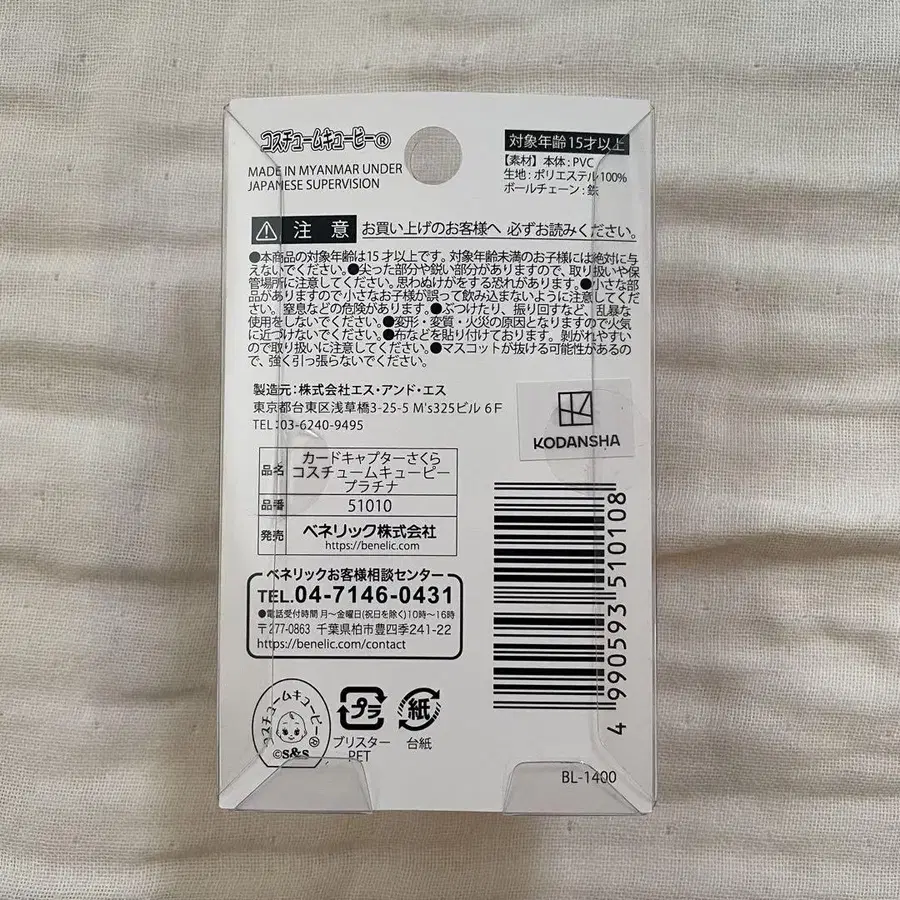 コスチュームキューピー®
MADE IN MYANMAR UNDER
JAPANESE SUPERVISION
対象年齢15才以上
【素材】本体:PVC
生地:ポリエステル100%
ボールチェーン:鉄
注意 お買い上げのお客様へ 必ずお読みください。
●本商品の対象年齢は15才以上です。対象年齢未満のお子様には絶対に与
えないでください。●尖った部分や鋭い部分がありますので、取り扱いや保
管場所に注意してください。思わぬけがをする恐れがあります。●小さな部
品がありますので小さなお子様が誤って飲み込まないように注意してくだ
さい。窒息などの危険があります。●ぶつけたり、振り回すなど、乱暴な
使用をしないでください。●変形・変質・火災の原因となりますので火気
に近づけないでください。●布などを貼り付けております。剝がれやすい
ので取り扱いに注意してください。●マスコットが抜ける可能性があるの
で、強く引っ張らないでください。
製造元:株式会社エス・アンド・エス
東京都台東区浅草橋3-25-5 M's325ビル 6F
TEL:03-6240-9495
KODANSHA
品名 カードキャプターさくら
コスチュームキューピー
プラチナ
品番 51010
発売 ベネリック株式会社
https://benelic.com
ベネリックお客様相談センター
TEL.04-7146-0431
●電話受付時間 月～金曜日(祝日を除く)10時～16時
〒277-0863 千葉県柏市豊四季241-22
https://benelic.com/contact
4 990593 510108
コスチュームキューピー®
©S&S
プラ
ブリスター
PET
紙
台紙
BL-1400